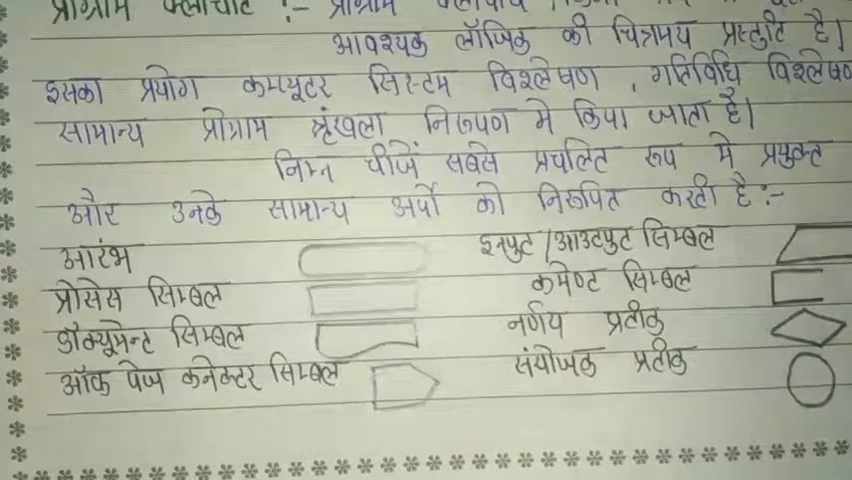 प्रोग्राम फ्लोचार्ट :- प्रोग्राम
आवश्यक लॉजिक की चित्रमय प्रस्तुति है।
इसका प्रयोग कम्प्यूटर सिस्टम विश्लेषण , गतिविधि विश्लेषण
सामान्य प्रोग्राम श्रृंखला निरूपण मे किया जाता है।
निम्न चीजें सबसे प्रचलित रूप मे प्रयुक्त
और उनके सामान्य अर्थो को निरूपित करती है :-
आरंभ इनपुट/आउटपुट सिम्बल
प्रोसेस सिम्बल कमेण्ट सिम्बल
डॉक्यूमेन्ट सिम्बल नर्णय प्रतीक
ऑफ पेज कनेक्टर सिम्बल संयोजक प्रतीक